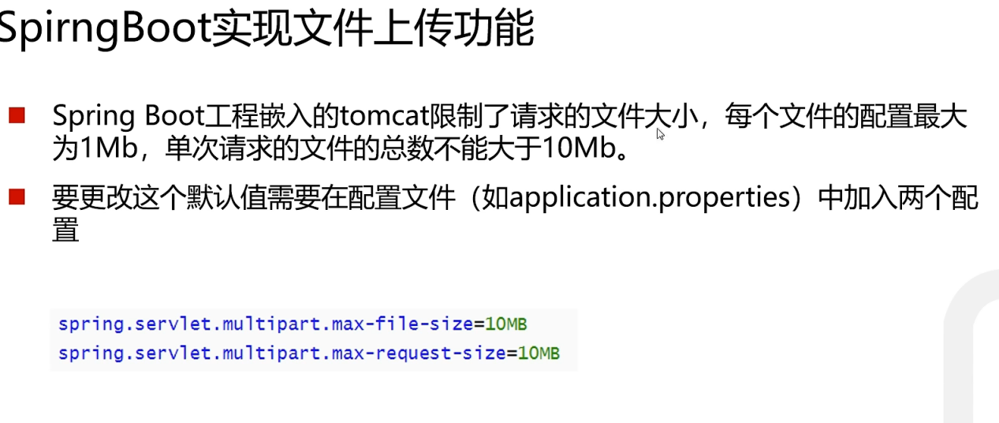 SpirngBoot实现文件上传功能
Spring Boot工程嵌入的tomcat限制了请求的文件大小，每个文件的配置最大
为1Mb，单次请求的文件的总数不能大于10Mb。
要更改这个默认值需要在配置文件（如application.properties）中加入两个配
置
spring.servlet.multipart.max-file-size=10MB
spring.servlet.multipart.max-request-size=10MB